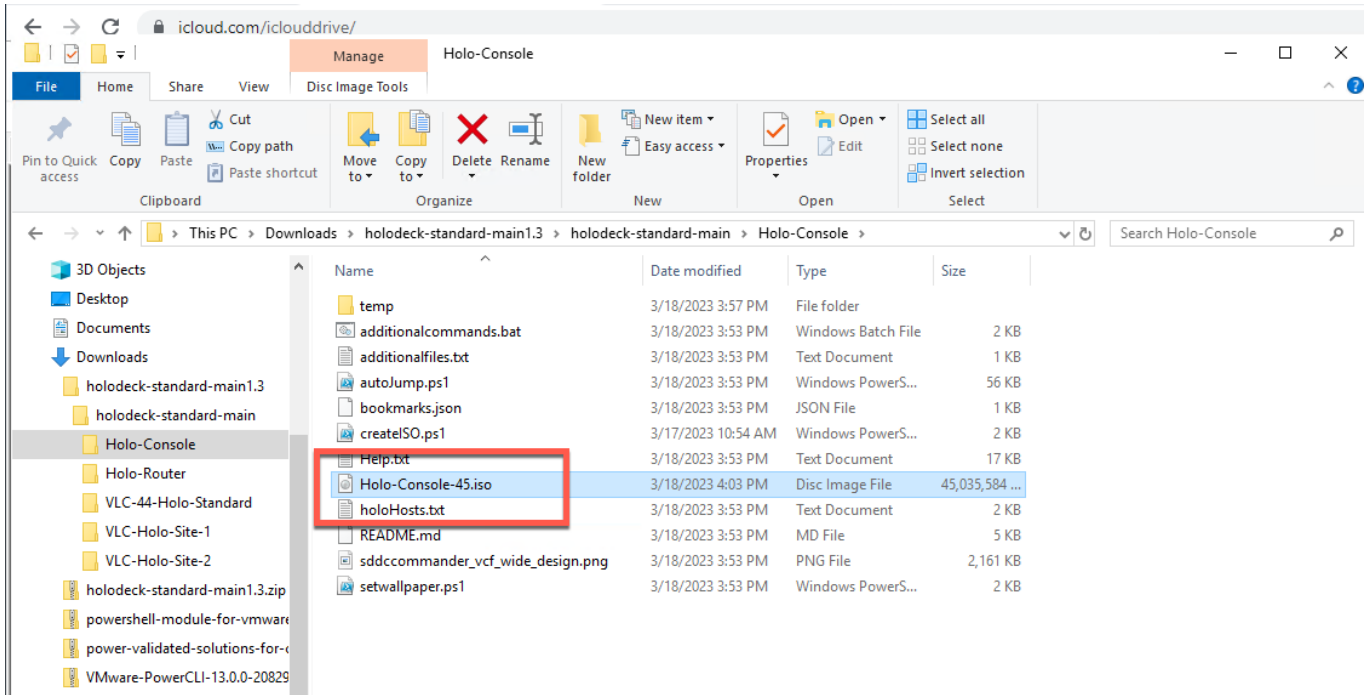 icloud.com/iclouddrive/
Manage Holo-Console
File Home Share View Disc Image Tools
Pin to Quick access Copy Paste Cut Copy path Paste shortcut Move to Copy to Delete Rename New folder New item Easy access Properties Open Edit Select all Select none Invert selection
Clipboard Organize New Open Select
This PC > Downloads > holodeck-standard-main1.3 > holodeck-standard-main > Holo-Console > Search Holo-Console
3D Objects
Desktop
Documents
Downloads
holodeck-standard-main1.3
holodeck-standard-main
Holo-Console
Holo-Router
VLC-44-Holo-Standard
VLC-Holo-Site-1
VLC-Holo-Site-2
holodeck-standard-main1.3.zip
powershell-module-for-vmware
power-validated-solutions-for-
VMware-PowerCLI-13.0.0-20829
Name Date modified Type Size
temp 3/18/2023 3:57 PM File folder
additionalcommands.bat 3/18/2023 3:53 PM Windows Batch File 2 KB
additionalfiles.txt 3/18/2023 3:53 PM Text Document 1 KB
autoJump.ps1 3/18/2023 3:53 PM Windows PowerS... 56 KB
bookmarks.json 3/18/2023 3:53 PM JSON File 1 KB
createISO.ps1 3/17/2023 10:54 AM Windows PowerS... 2 KB
Help.txt 3/18/2023 3:53 PM Text Document 17 KB
Holo-Console-45.iso 3/18/2023 4:03 PM Disc Image File 45,035,584 ...
holoHosts.txt 3/18/2023 3:53 PM Text Document 2 KB
README.md 3/18/2023 3:53 PM MD File 5 KB
sddccommander_vcf_wide_design.png 3/18/2023 3:53 PM PNG File 2,161 KB
setwallpaper.ps1 3/18/2023 3:53 PM Windows PowerS... 2 KB